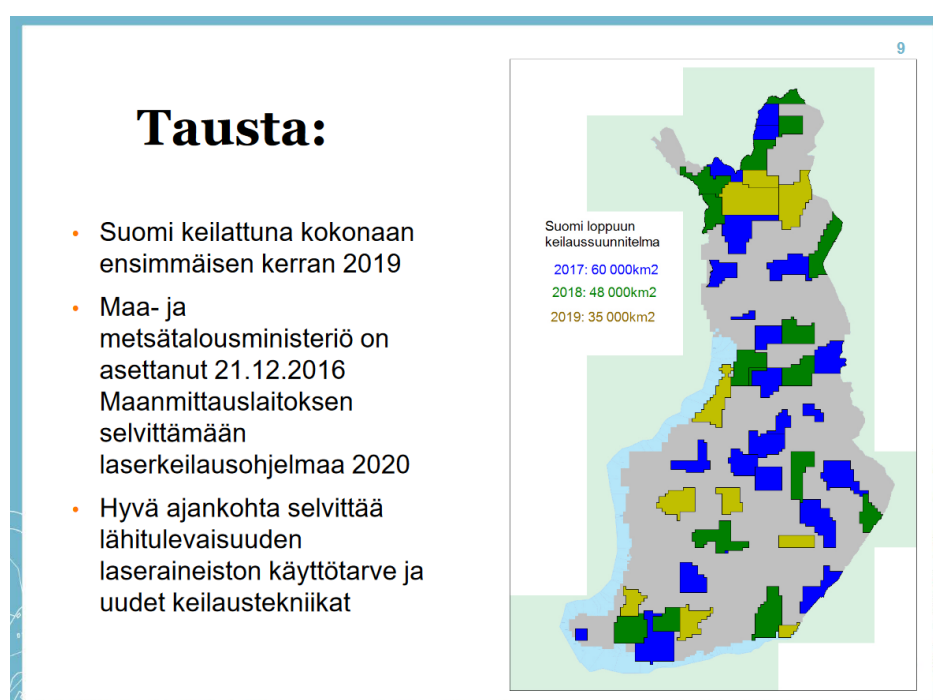 9
Tausta:
• Suomi keilattuna kokonaan
ensimmäisen kerran 2019
• Maa- ja
metsätalousministeriö on
asettanut 21.12.2016
Maanmittauslaitoksen
selvittämään
laserkeilausohjelmaa 2020
• Hyvä ajankohta selvittää
lähitulevaisuuden
laseraineiston käyttötarve ja
uudet keilaustekniikat
Suomi loppuun
keilaussuunnitelma
2017: 60 000km2
2018: 48 000km2
2019: 35 000km2